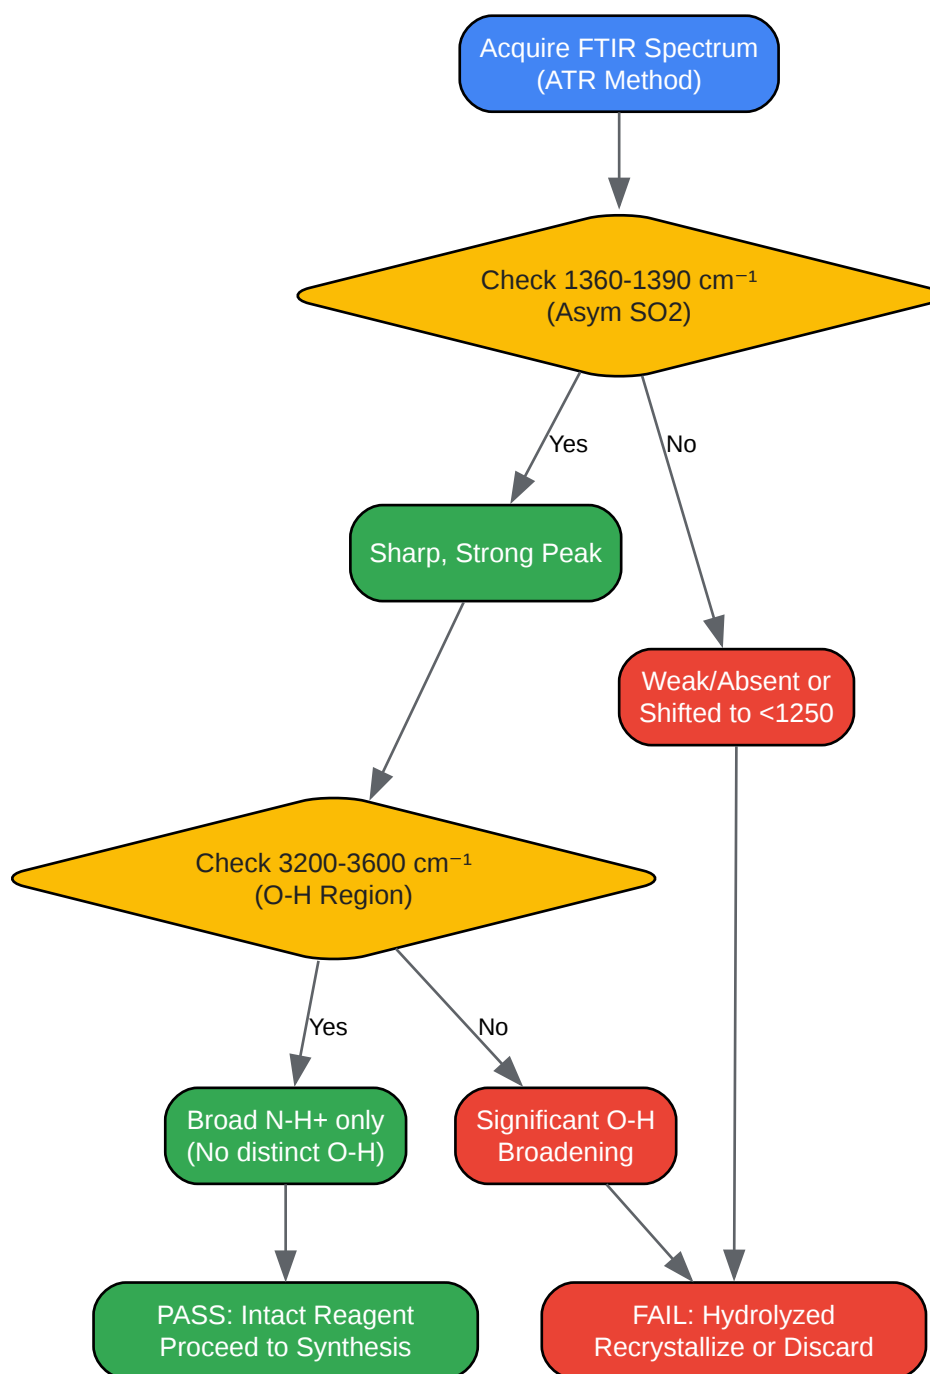 Acquire FTIR Spectrum
(ATR Method)
Check 1360-1390 cm⁻¹
(Asym SO2)
Yes
No
Sharp, Strong Peak
Weak/Absent or
Shifted to <1250
Check 3200-3600 cm⁻¹
(O-H Region)
Yes
No
Broad N-H+ only
(No distinct O-H)
Significant O-H
Broadening
PASS: Intact Reagent
Proceed to Synthesis
FAIL: Hydrolyzed
Recrystallize or Discard